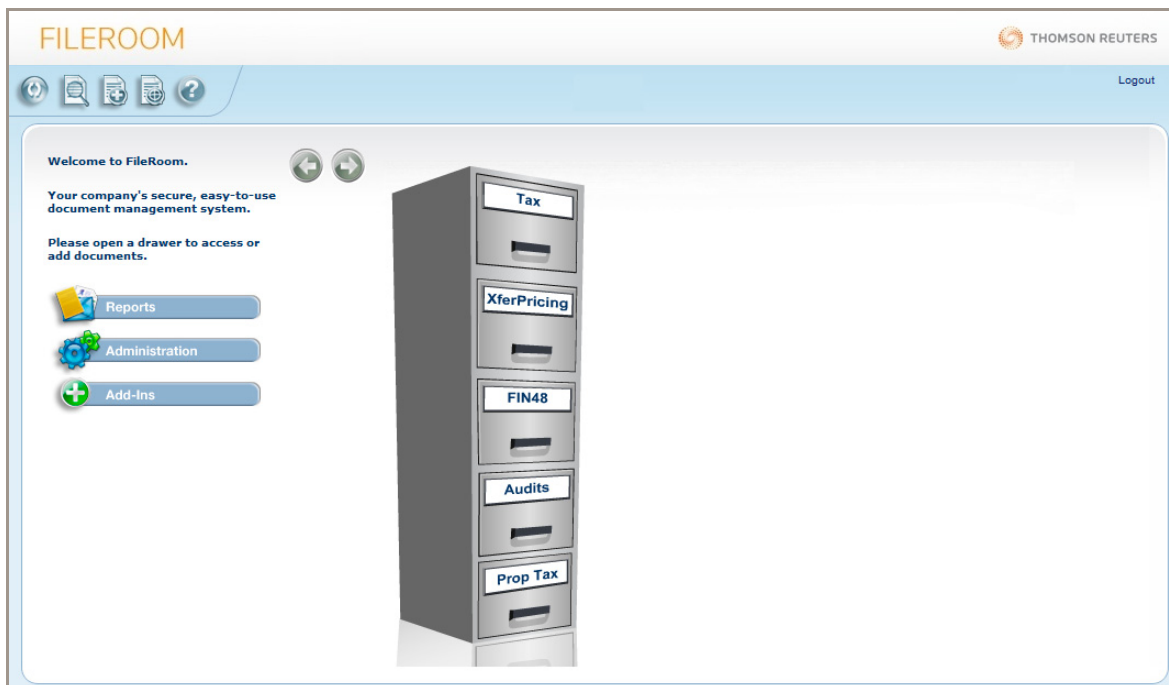 FILEROOM
THOMSON REUTERS
Logout
Welcome to FileRoom.
Your company's secure, easy-to-use
document management system.
Please open a drawer to access or
add documents.
Reports
Administration
Add-Ins
Tax
XferPricing
FIN48
Audits
Prop Tax